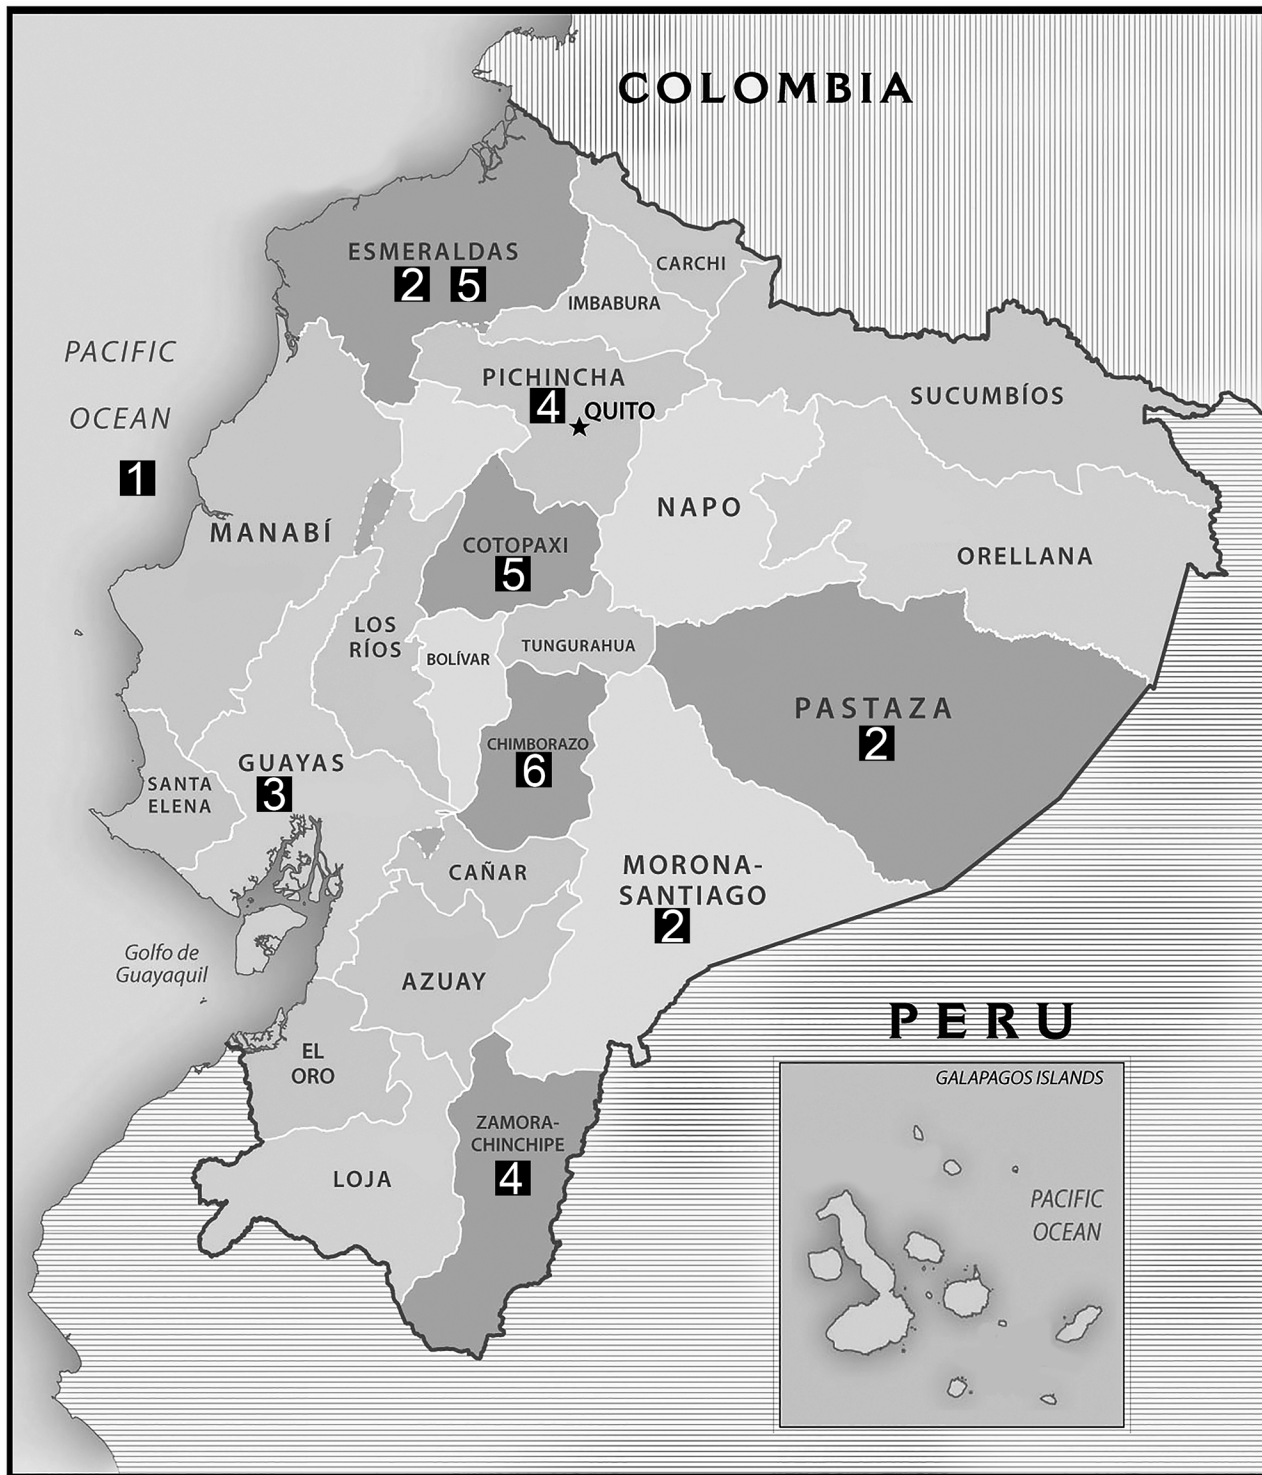 COLOMBIA
ESMERALDAS
2 5
CARCHI
IMBABURA
PACIFIC
OCEAN
1
PICHINCHA
4 QUITO
SUCUMBÍOS
MANABÍ
NAPO
COTOPAXI
5
ORELLANA
LOS
RÍOS
BOLÍVAR
TUNGURAHUA
PASTAZA
2
CHIMBORAZO
6
GUAYAS
3
SANTA
ELENA
CAÑAR
MORONA-
SANTIAGO
2
Golfo de
Guayaquil
AZUAY
PERU
EL
ORO
ZAMORA-
CHINCHIPE
4
LOJA
GALAPAGOS ISLANDS
PACIFIC
OCEAN